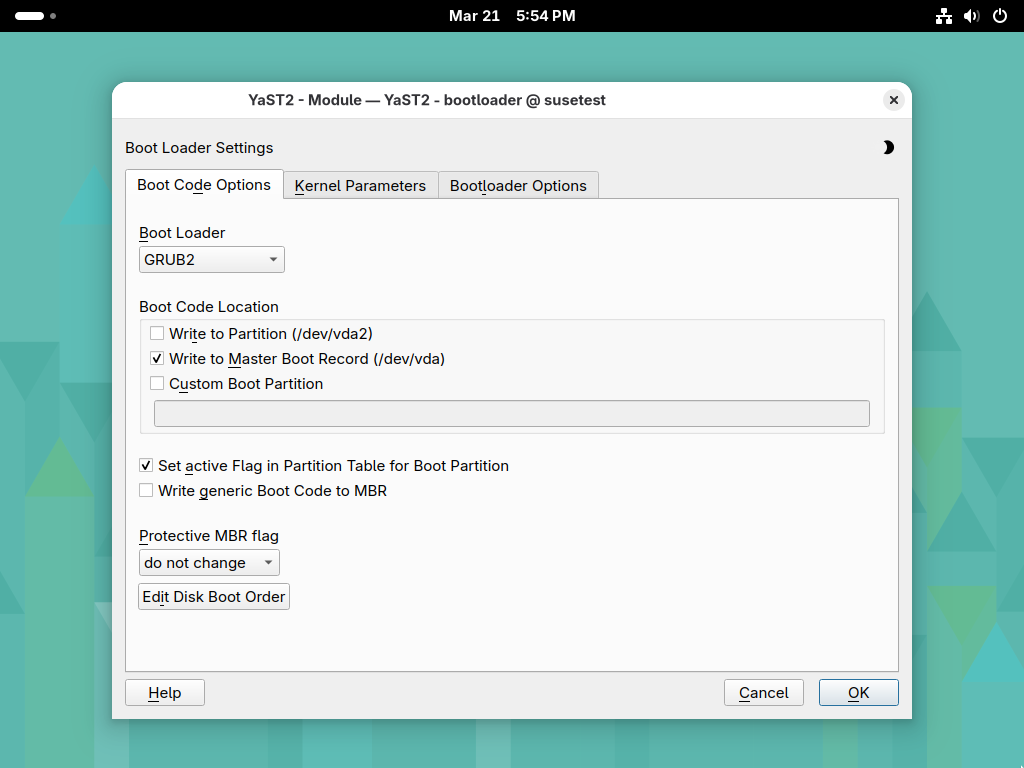 Mar 21 5:54 PM
YaST2 - Module — YaST2 - bootloader @ susetest
Boot Loader Settings
Boot Code Options
Kernel Parameters
Bootloader Options
Boot Loader
GRUB2
Boot Code Location
Write to Partition (/dev/vda2)
Write to Master Boot Record (/dev/vda)
Custom Boot Partition
Set active Flag in Partition Table for Boot Partition
Write generic Boot Code to MBR
Protective MBR flag
do not change
Edit Disk Boot Order
Help
Cancel
OK